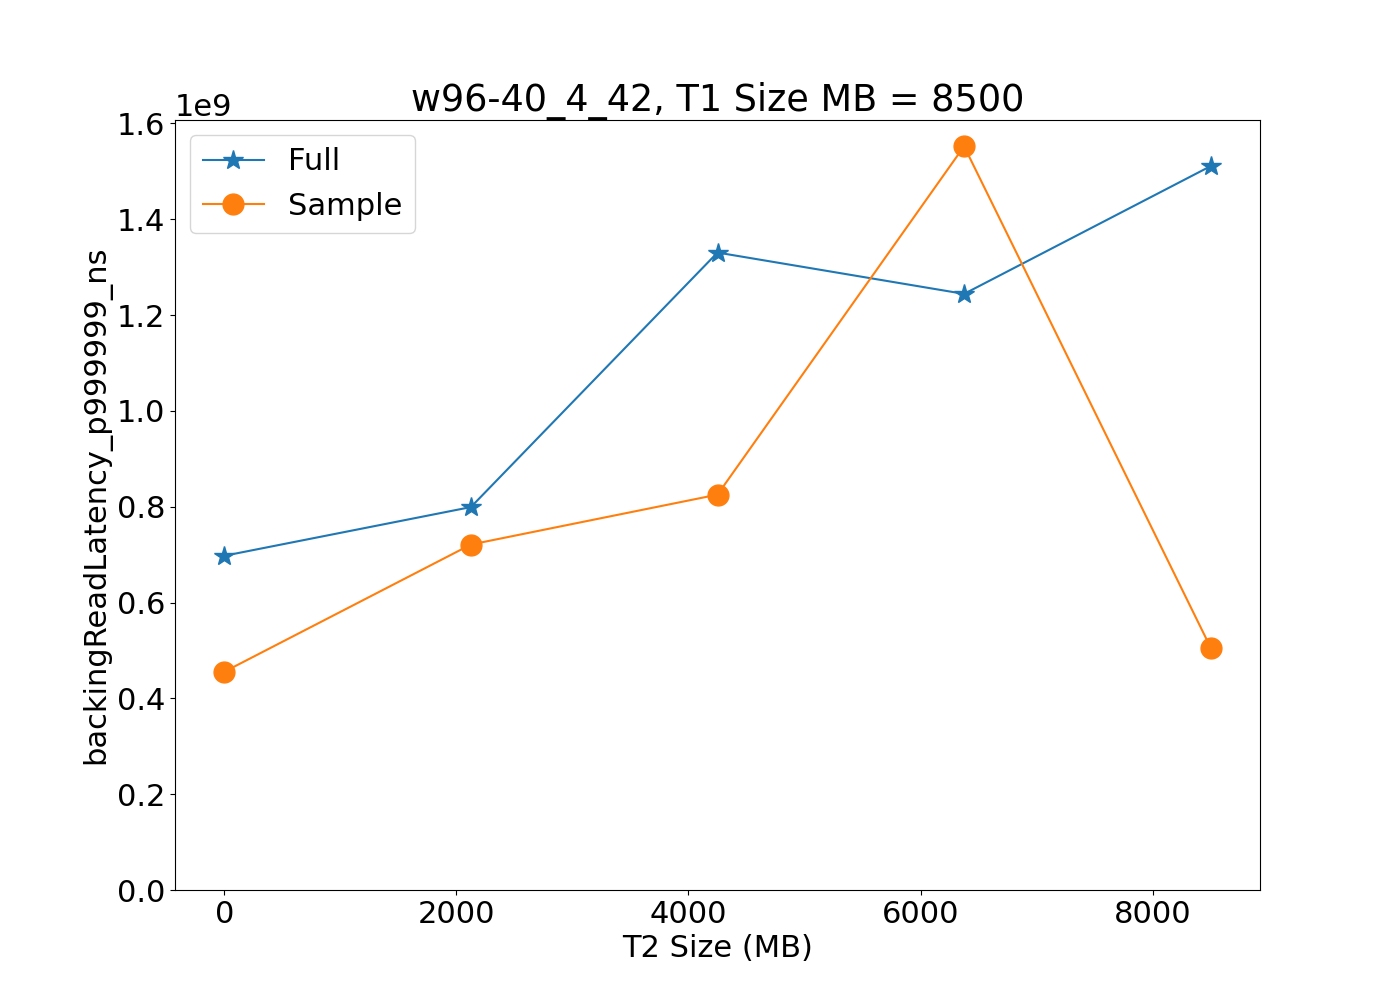 w96-40_4_42, T1 Size MB = 8500
1e9
Full
Sample
1.6
1.4
1.2
1.0
0.8
0.6
0.4
0.2
0.0
backingReadLatency_p999999_ns
0 2000 4000 6000 8000
T2 Size (MB)